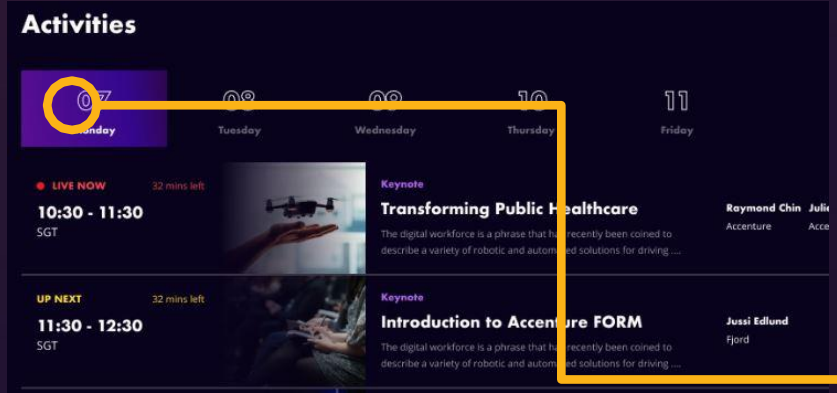 Activities
07 08 09 10 11
Monday Tuesday Wednesday Thursday Friday
LIVE NOW 32 mins left
10:30 - 11:30
SGT
Keynote
Transforming Public Healthcare
The digital workforce is a phrase that has recently been coined to
describe a variety of robotic and automated solutions for driving ....
Raymond Chin Julie
Accenture Acce
UP NEXT 32 mins left
11:30 - 12:30
SGT
Keynote
Introduction to Accenture FORM
The digital workforce is a phrase that has recently been coined to
describe a variety of robotic and automated solutions for driving ....
Jussi Edlund
Fjord